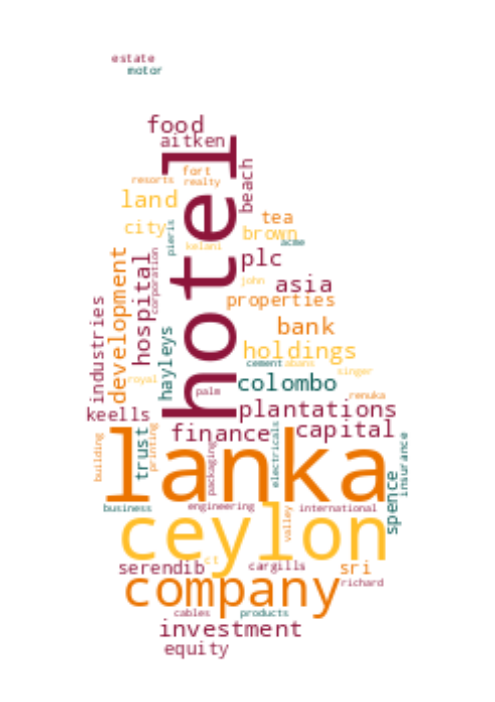 estate
motor
food
aitken
hotel
fort
resorts
realty
beach
land
tea
city
pieris
brown
acme
kelani
plc
hospital
corporation
development
john
asia
properties
industries
bank
hayleys
holdings
cement
abans
singer
royal
colombo
palm
renuka
keells
plantations
finance
capital
lanka
trust
printing
building
packaging
electricals
insurance
spence
business
engineering
international
valley
ceylon
serendib
ct
cargills
sri
company
richard
cables
products
investment
equity